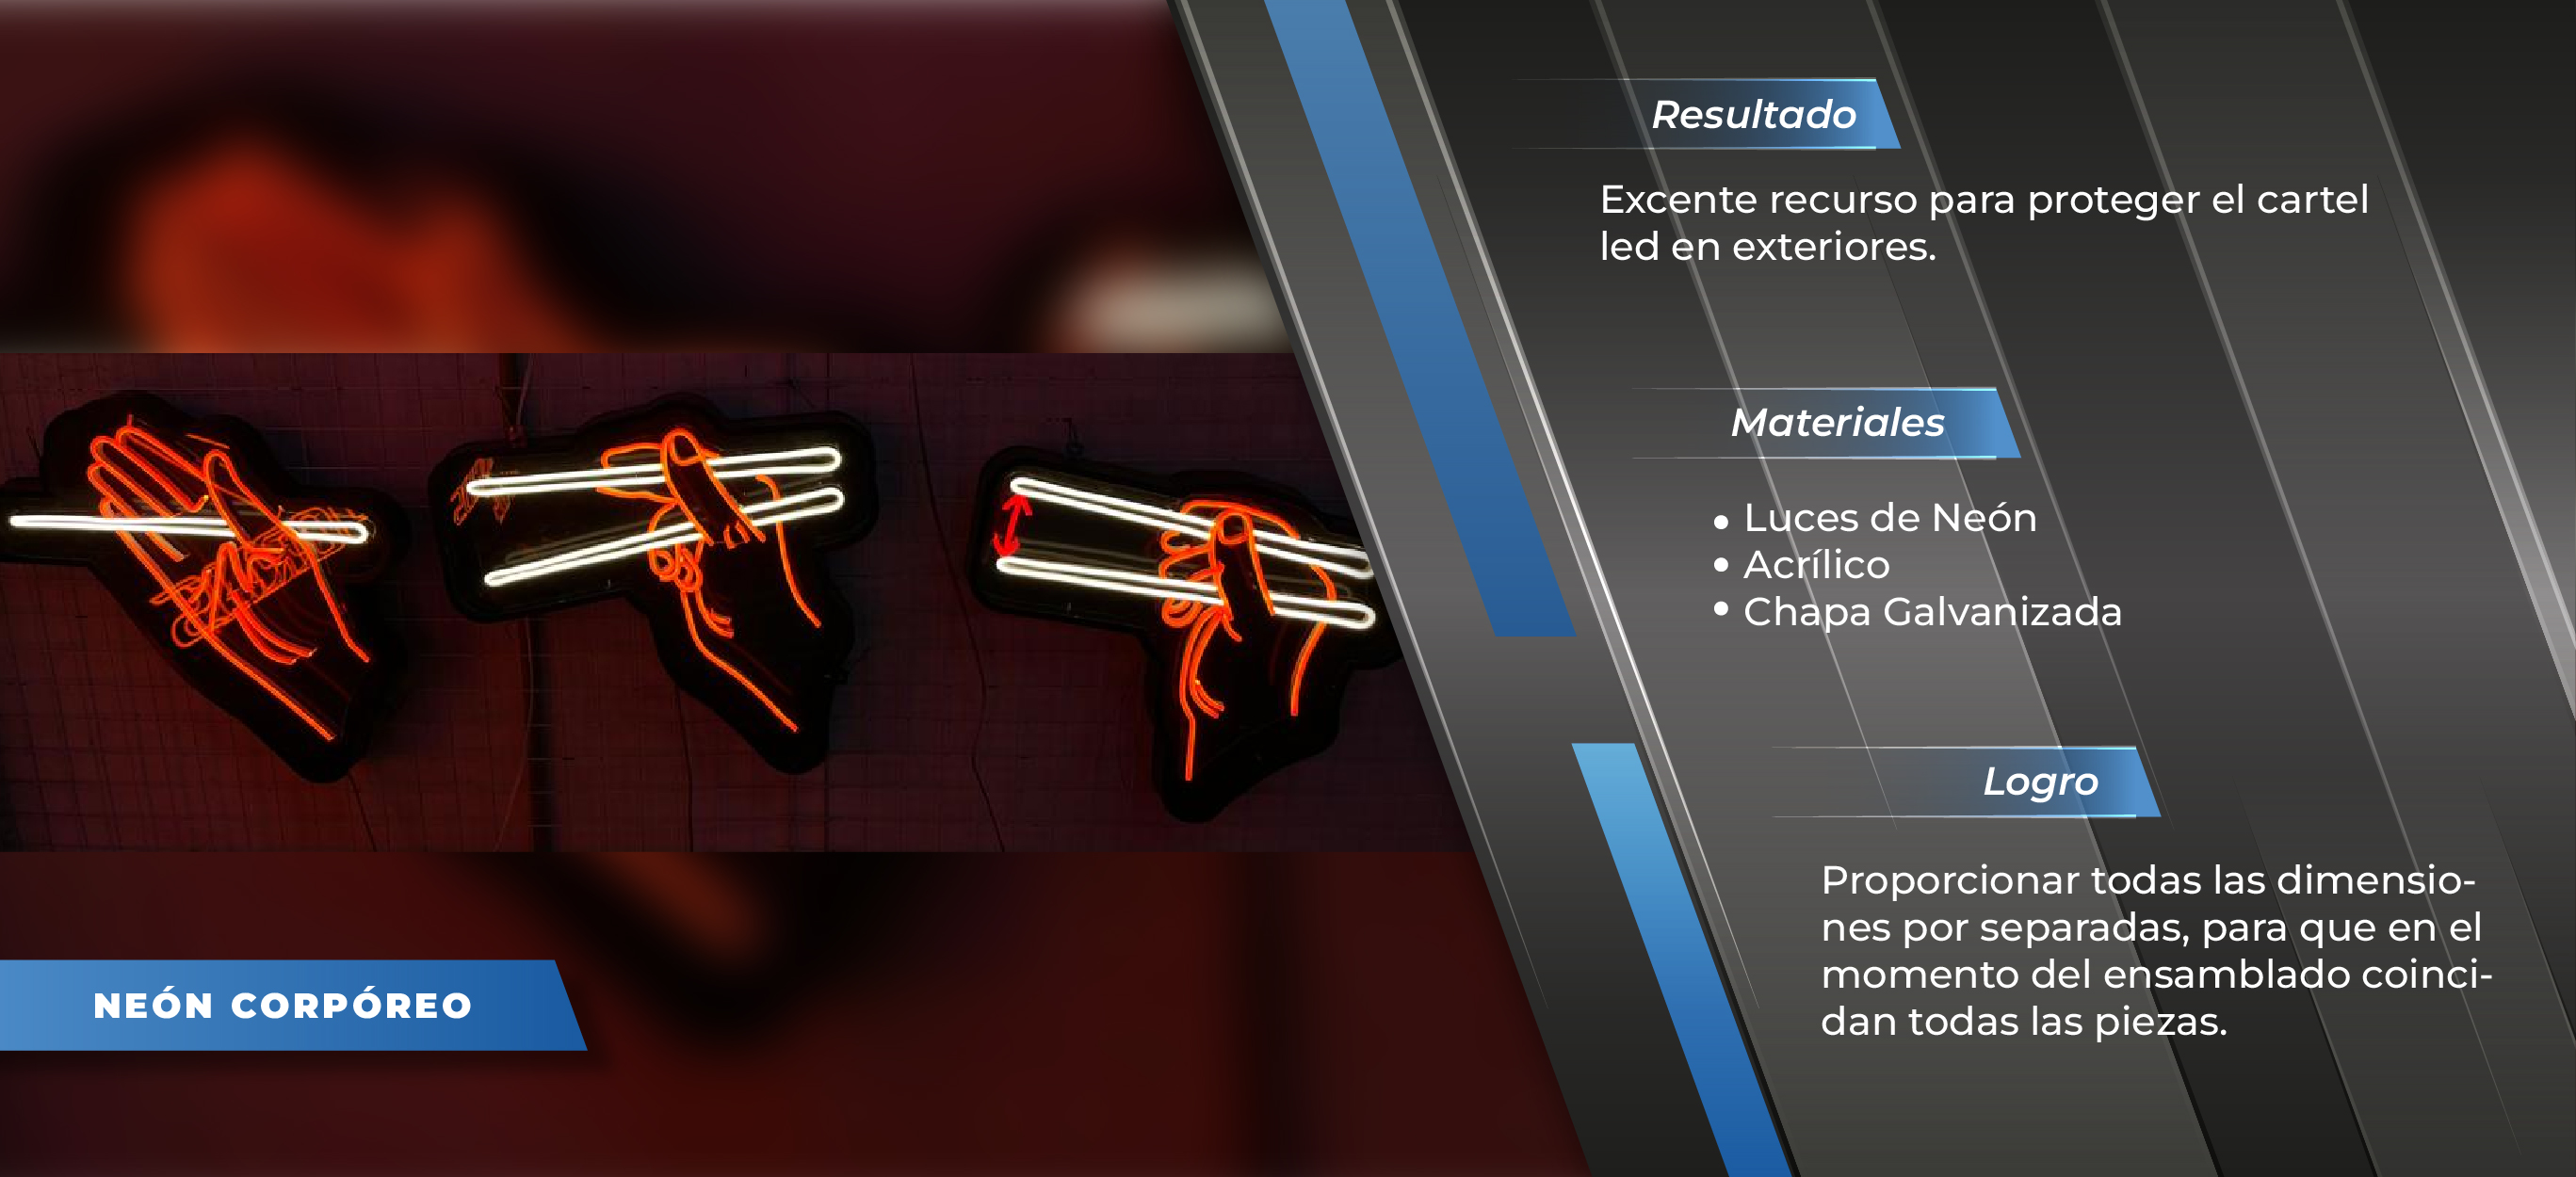 Resultado
Excente recurso para proteger el cartel
led en exteriores.
Materiales
• Luces de Neón
• Acrílico
• Chapa Galvanizada
Logro
Proporcionar todas las dimensio-
nes por separadas, para que en el
momento del ensamblado coinci-
dan todas las piezas.
NEÓN CORPÓREO